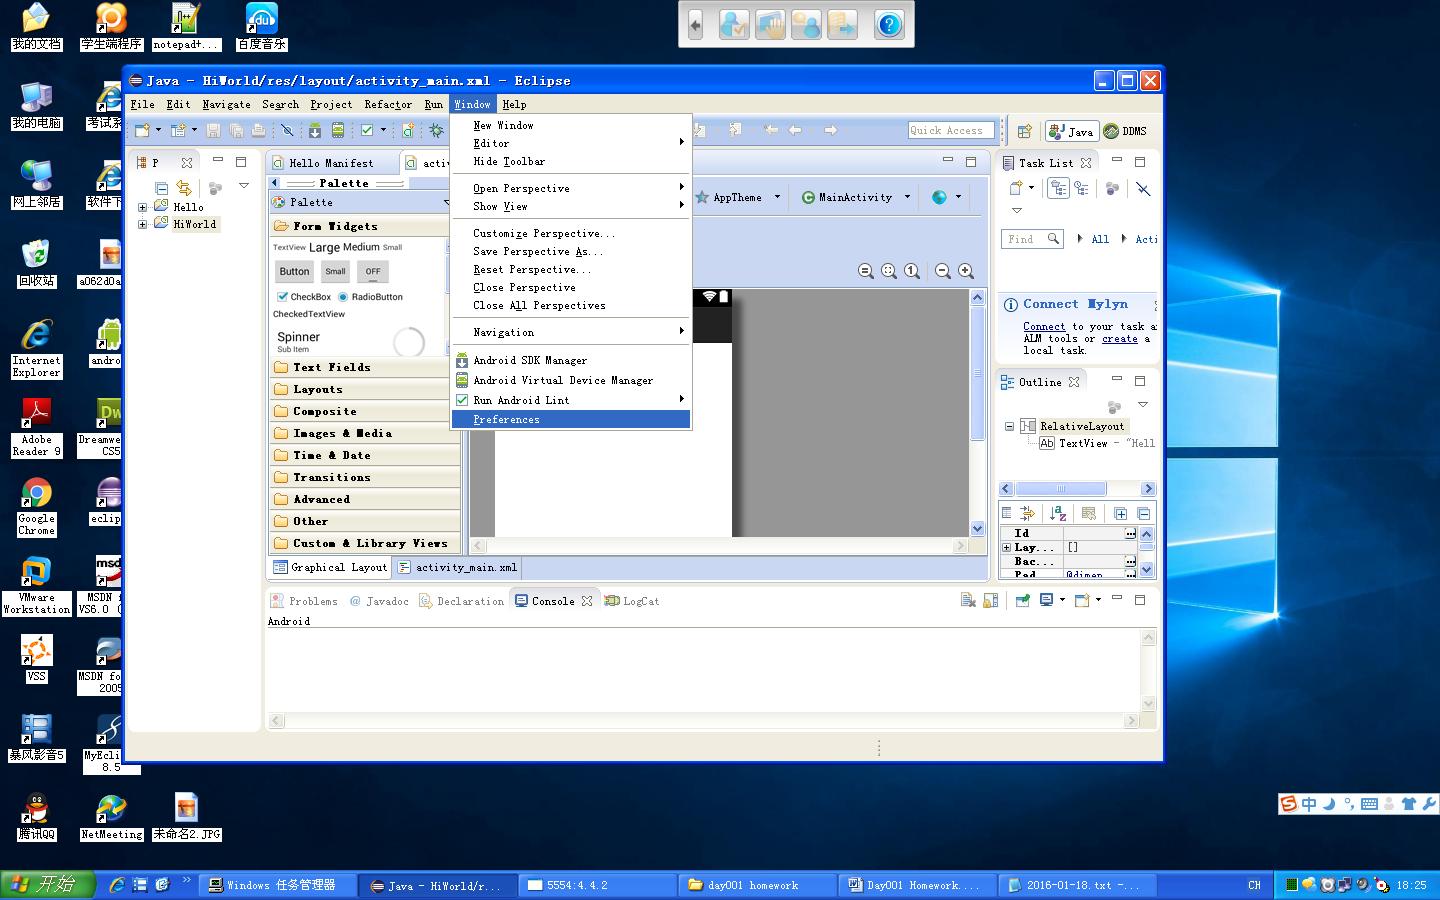 我的文档
学生端程序
notepad+...
百度音乐
我的电脑
考试系
网上邻居
软件下
回收站
a062d0a
Internet
Explorer
andro
Adobe
Reader 9
Dreamwe
CS5
Google
Chrome
eclip
VMware
Workstation
MSDN f
VS6.0 (
VSS
MSDN fo
2005
暴风影音5
MyEcli
8.5
腾讯QQ
NetMeeting
未命名2.JPG
Java - HiWorld/res/layout/activity_main.xml - Eclipse
File Edit Navigate Search Project Refactor Run Window Help
Quick Access
Java
DDMS
P
Hello
HiWorld
Hello Manifest
acti
Palette
Palette
Form Widgets
TextView Large Medium Small
Button Small OFF
CheckBox RadioButton
CheckedTextView
Spinner
Sub Item
Text Fields
Layouts
Composite
Images & Media
Time & Date
Transitions
Advanced
Other
Custom & Library Views
Graphical Layout
activity_main.xml
New Window
Editor
Hide Toolbar
Open Perspective
Show View
Customize Perspective...
Save Perspective As...
Reset Perspective...
Close Perspective
Close All Perspectives
Navigation
Android SDK Manager
Android Virtual Device Manager
Run Android Lint
Preferences
AppTheme
MainActivity
Task List
Find
All
Acti
Connect Mylyn
Connect to your task a
ALM tools or create a
local task.
Outline
RelativeLayout
Ab TextView - "Hell
Id
Lay... []
Bac...
Pad @dimen
Problems
Javadoc
Declaration
Console
LogCat
Android
中
开始
Windows 任务管理器
Java - HiWorld/r...
5554:4.4.2
day001 homework
Day001 Homework....
2016-01-18.txt -...
CH
18:25